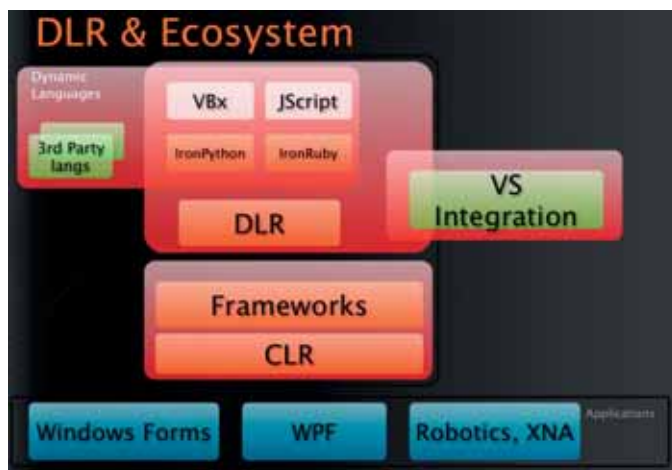 DLR & Ecosystem
Dynamic
Languages
VBx
JScript
3rd Party
langs
IronPython
IronRuby
VS
Integration
DLR
Frameworks
CLR
Applications
Windows Forms
WPF
Robotics, XNA